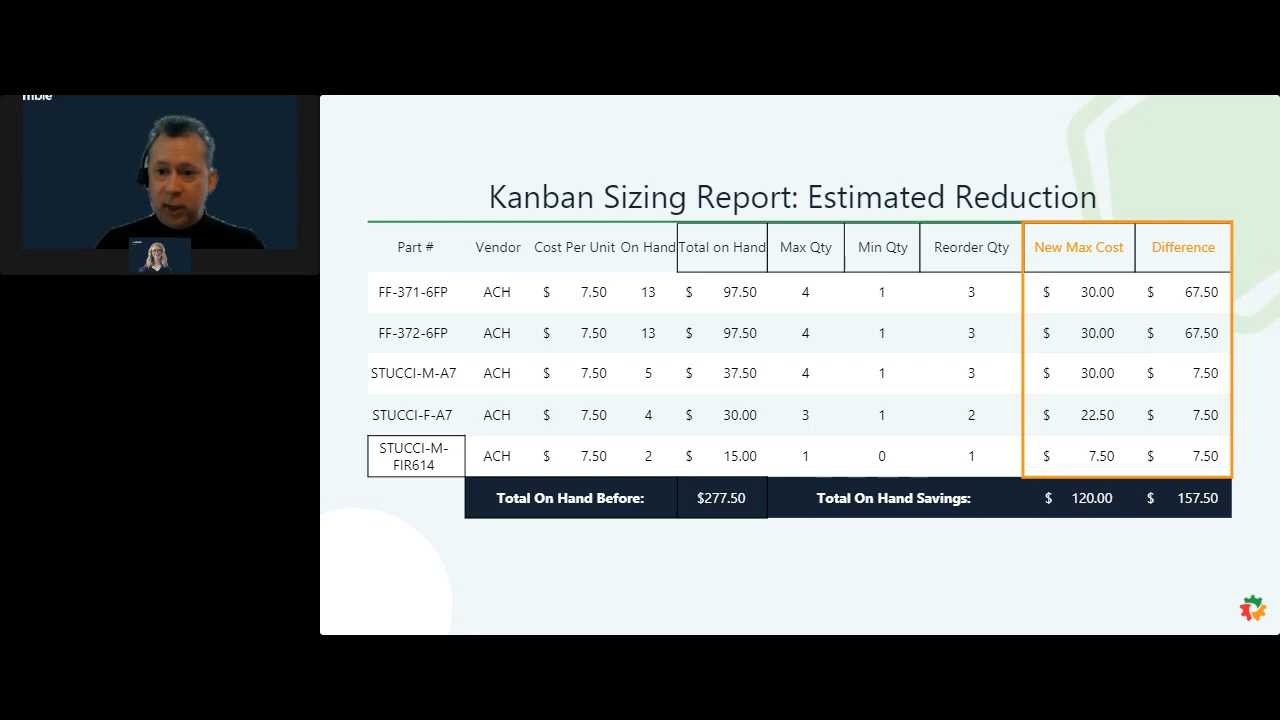 Kanban Sizing Report: Estimated Reduction
Part # Vendor Cost Per Unit On Hand Total on Hand Max Qty Min Qty Reorder Qty New Max Cost Difference
FF-371-6FP ACH $ 7.50 13 $ 97.50 4 1 3 $ 30.00 $ 67.50
FF-372-6FP ACH $ 7.50 13 $ 97.50 4 1 3 $ 30.00 $ 67.50
STUCCI-M-A7 ACH $ 7.50 5 $ 37.50 4 1 3 $ 30.00 $ 7.50
STUCCI-F-A7 ACH $ 7.50 4 $ 30.00 3 1 2 $ 22.50 $ 7.50
STUCCI-M-
FIR614 ACH $ 7.50 2 $ 15.00 1 0 1 $ 7.50 $ 7.50
Total On Hand Before: $277.50 Total On Hand Savings: $ 120.00 $ 157.50